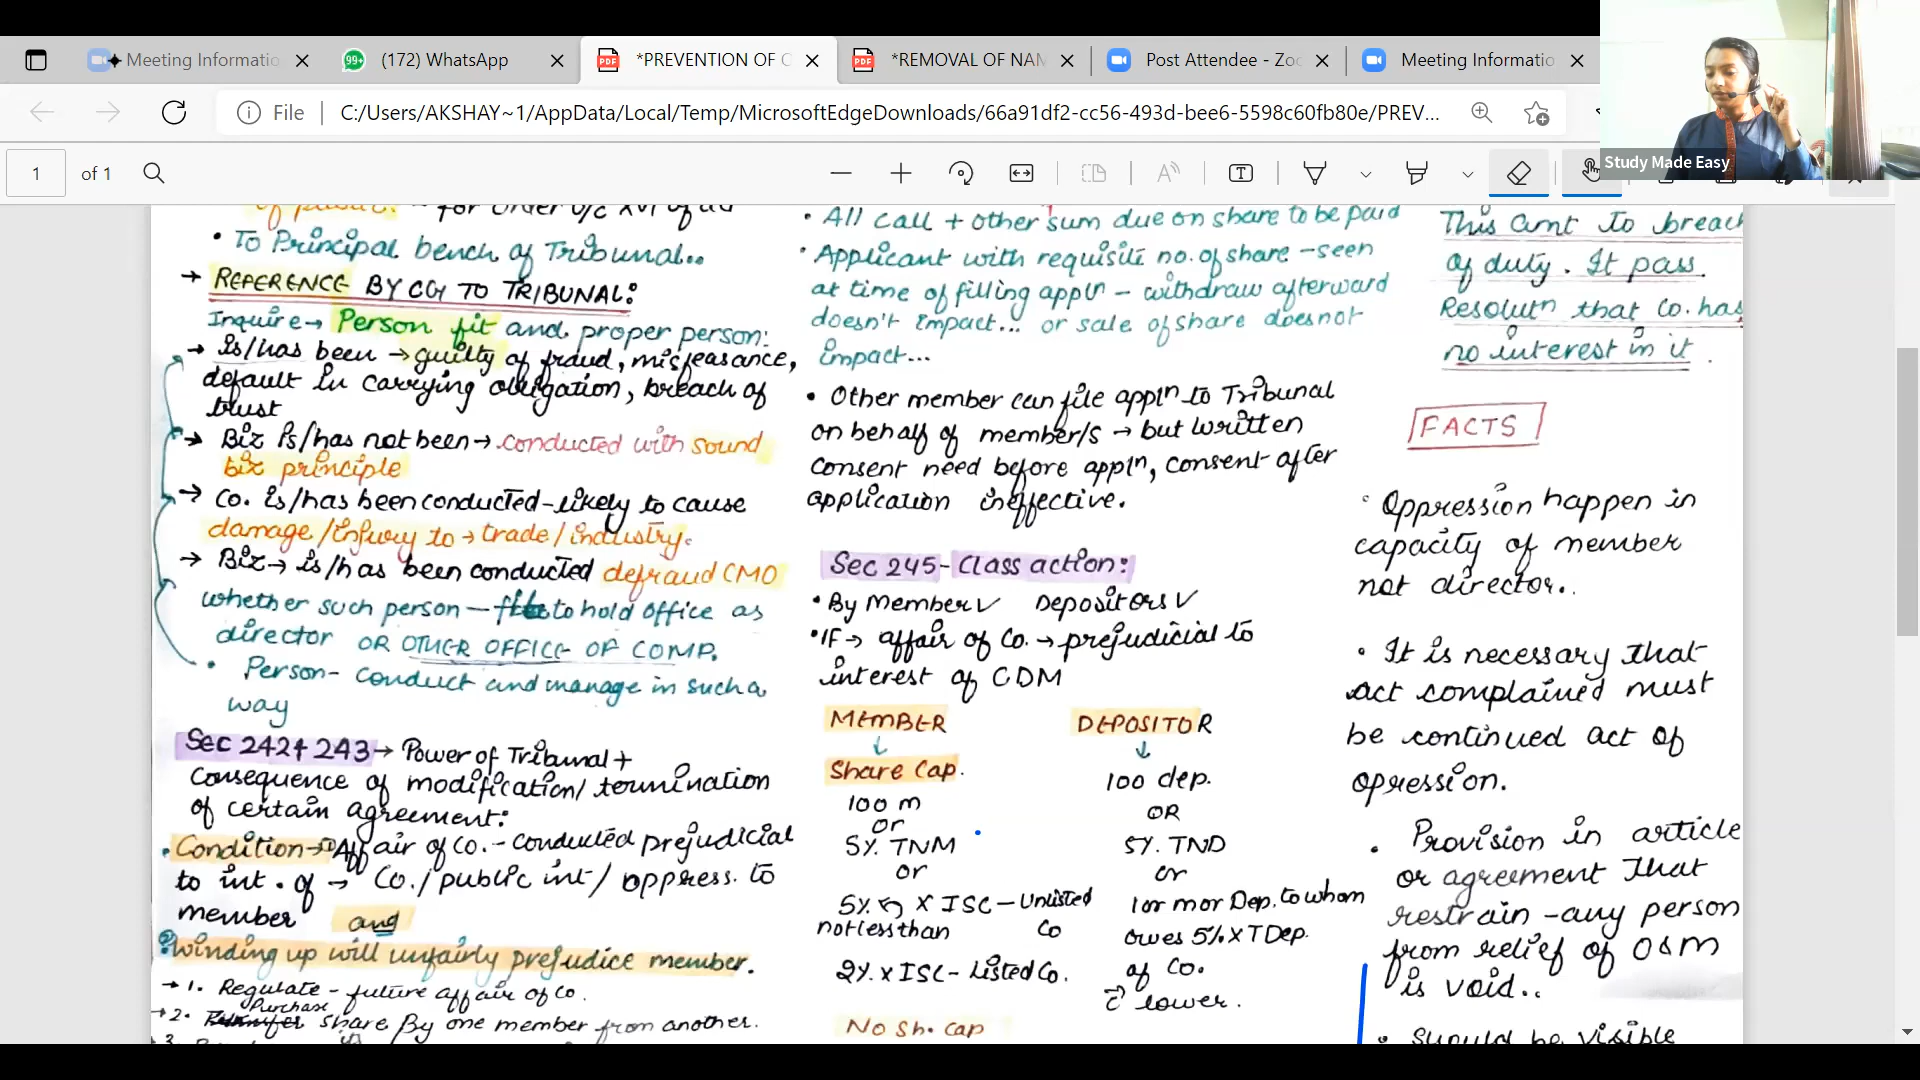 Meeting Informatio
(172) WhatsApp
*PREVENTION OF O
*REMOVAL OF NAM
Post Attendee - Zoo
Meeting Informatio
File
C:/Users/AKSHAY~1/AppData/Local/Temp/MicrosoftEdgeDownloads/66a91df2-cc56-493d-bee6-5598c60fb80e/PREV...
Study Made Easy
1 of 1
• To Principal bench of Tribunal..
→ REFERENCE BY CG TO TRIBUNAL:
Inquire→ Person fit and proper person:
→ is/has been → guilty of fraud, misfeasance,
default in carrying obligation, breach of
trust
→ Biz is/has not been → conducted with sound
biz principle
→ Co. is/has been conducted - likely to cause
damage/injury to → trade/industry.
→ Biz → is/has been conducted defraud CMO
whether such person - fit to hold office as
director OR OTHER OFFICE OF COMP.
• Person - conduct and manage in such a
way
Sec 242+ 243 → Power of Tribunal +
Consequence of modification/termination
of certain agreement:
• Condition → ① Affair of Co. - conducted prejudicial
to int. of → Co./public int/ oppress. to
member and
② Winding up will unfairly prejudice member.
→ 1. Regulate - future affair of Co.
→ 2. Purchase share By one member from another.
• All call + other sum due on share to be paid
• Applicant with requisite no. of share - seen
at time of filling appln - withdraw afterward
doesn't impact... or sale of share doesnot
impact...
• Other member can file appln to Tribunal
on behalf of member/s → but written
Consent need before appln, consent after
application ineffective.
Sec 245 - Class action:
• By Member ✓ Depositors ✓
• IF → affair of Co. → prejudicial to
interest of CDM
MEMBER
↓
Share Cap.
100 m
or
5% TNM
or
5% X ISC - Unlisted
not less than Co
2% x ISC - Listed Co.
No Sh. Cap
DEPOSITOR
↓
100 dep.
OR
5% TND
or
1 or mor Dep. to whom
owes 5% X T Dep.
of Co.
lower.
This amt to breach
of duty. It pass
Resolutn that Co. has
no interest in it.
FACTS
• Oppression happen in
capacity of member
not director..
• It is necessary that
act complained must
be continued act of
opression.
• Provision in article
or agreement that
restrain - any person
from relief of O&M
is void..
• Should be visible